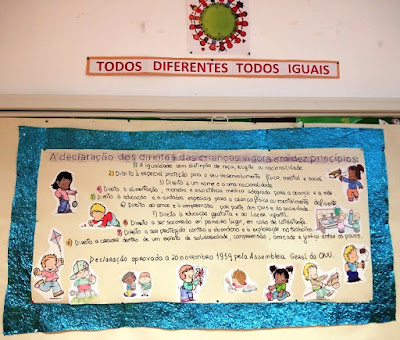 TODOS DIFERENTES TODOS IGUAIS
A declaração dos direitos das crianças vigora em dez princípios:
1) A igualdade sem distinção de raça, religião ou nacionalidade
2) Direito à especial proteção para o seu desenvolvimento físico, mental e social
3) Direito a um nome e a uma nacionalidade
4) Direito à alimentação, moradia e assistência médica adequada para a criança e a mãe
5) Direito à educação e a cuidados especiais para a criança física ou mentalmente deficiente
6) Direito ao amor e à compreensão por parte dos pais e da sociedade
7) Direito à educação gratuita e ao lazer infantil
8) Direito a ser socorrido em primeiro lugar, em caso de catástrofe
9) Direito a ser protegido contra o abandono e a exploração no trabalho
Direito a crescer dentro de um espírito de solidariedade, compreensão, amizade e justiça entre os povos
Declaração aprovada a 20 novembro 1959 pela Assembleia Geral da ONU.